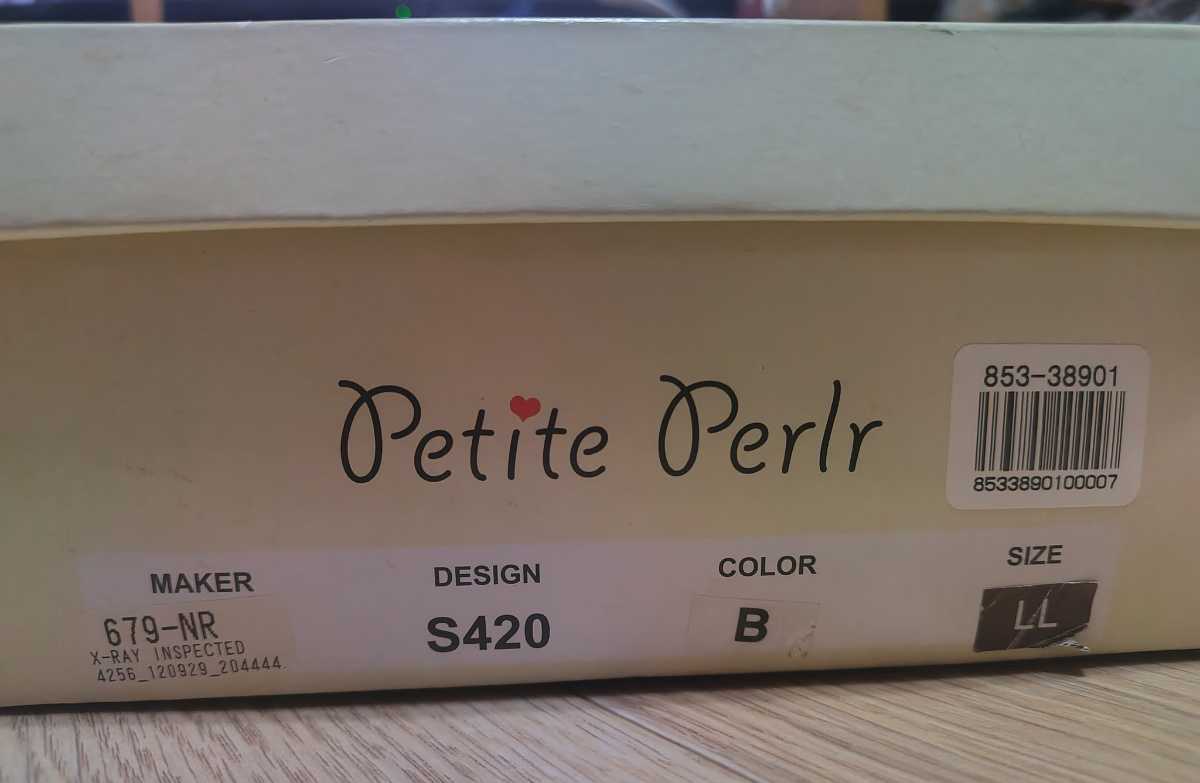 Petite Perlr
853-38901
8533890100007
MAKER DESIGN COLOR SIZE
679-NR S420 B LL
X-RAY INSPECTED
4256_120929_204444